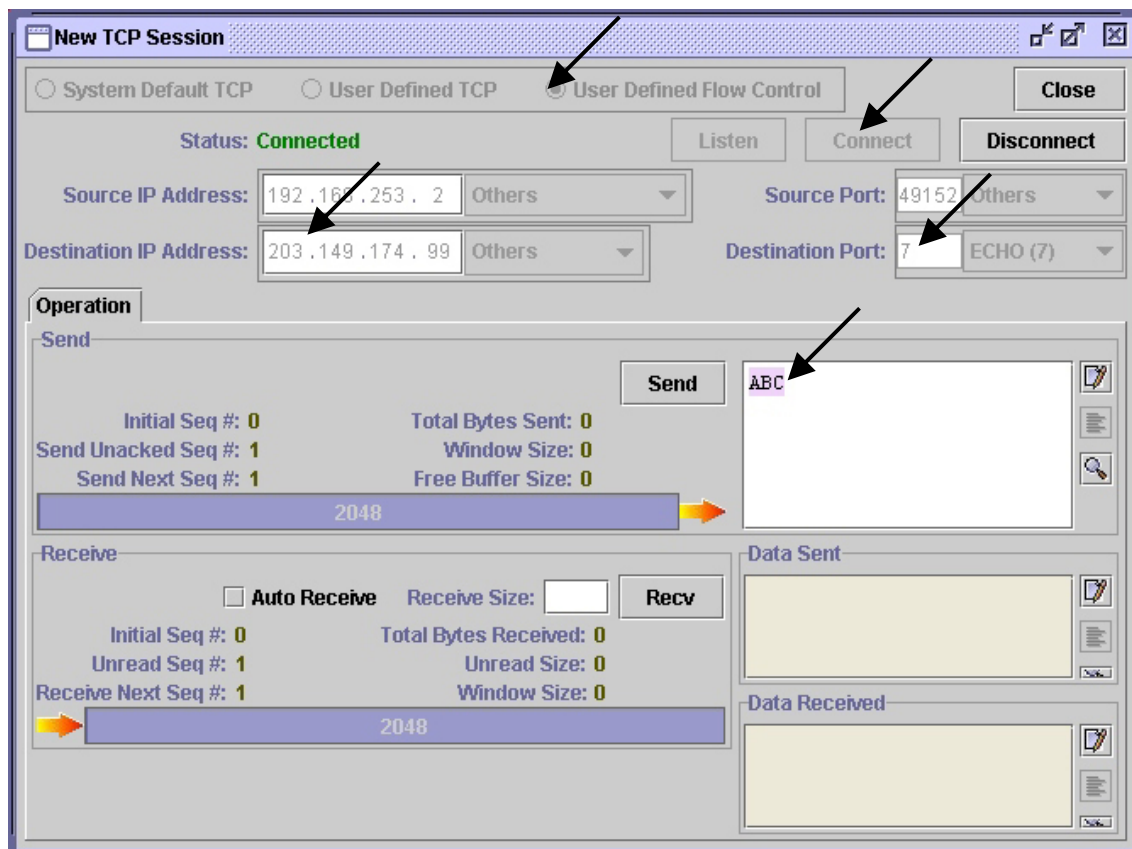 New TCP Session
System Default TCP User Defined TCP User Defined Flow Control Close
Status: Connected Listen Connect Disconnect
Source IP Address: 192.168.253. 2 Others Source Port: 49152 Others
Destination IP Address: 203.149.174. 99 Others Destination Port: 7 ECHO (7)
Operation
Send
Send ABC
Initial Seq #: 0 Total Bytes Sent: 0
Send Unacked Seq #: 1 Window Size: 0
Send Next Seq #: 1 Free Buffer Size: 0
2048
Receive Data Sent
Auto Receive Receive Size: Recv
Initial Seq #: 0 Total Bytes Received: 0
Unread Seq #: 1 Unread Size: 0
Receive Next Seq #: 1 Window Size: 0
Data Received
2048